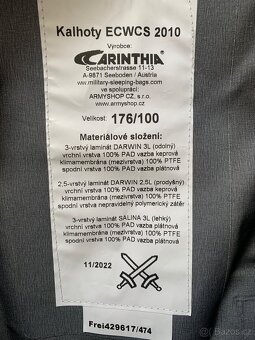 Kalhoty ECWCS 2010
Výrobce:
CARINTHIA
Seebacherstrasse 11-13
A-9871 Seeboden / Austria
www.military-sleeping-bags.com
ve spolupráci:
ARMYSHOP CZ, s.r.o.
www.armyshop.cz
Velikost: 176/100
Materiálové složení:
3-vrstvý laminát DARWIN 3L (odolný)
vrchní vrstva 100% PAD vazba keprová
klimamembrána (mezivrstva) 100% PTFE
spodní vrstva 100% PAD vazba plátnová
2,5-vrstvý laminát DARWIN 2,5L (prodyšný)
vrchní vrstva 100% PAD vazba keprová
klimamembrána (mezivrstva) 100% PTFE
spodní vrstva nepravidelný polymerický zátěr
3-vrstvý laminát SALINA 3L (lehký)
vrchní vrstva 100% PAD vazba plátnová
klimamembrána (mezivrstva) 100% PTFE
spodní vrstva 100% PAD vazba plátnová
11/2022
Frei429617/474
bazos.cz